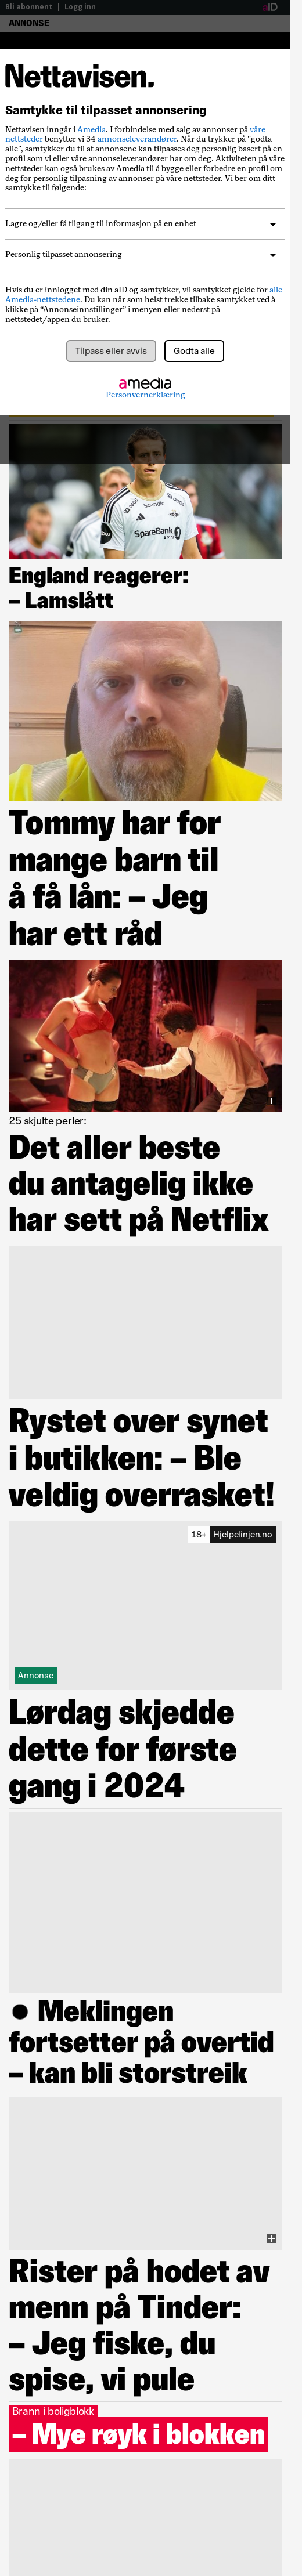 Bli abonnent | Logg inn
aID
ANNONSE
Nettavisen.
Samtykke til tilpasset annonsering
Nettavisen inngår i Amedia. I forbindelse med salg av annonser på våre
nettsteder benytter vi 34 annonseleverandører. Når du trykker på "godta
alle", samtykker du til at annonsene kan tilpasses deg personlig basert på en
profil som vi eller våre annonseleverandører har om deg. Aktiviteten på våre
nettsteder kan også brukes av Amedia til å bygge eller forbedre en profil om
deg for personlig tilpasning av annonser på våre nettsteder. Vi ber om ditt
samtykke til følgende:
Lagre og/eller få tilgang til informasjon på en enhet
Personlig tilpasset annonsering
Hvis du er innlogget med din aID og samtykker, vil samtykket gjelde for alle
Amedia-nettstedene. Du kan når som helst trekke tilbake samtykket ved å
klikke på “Annonseinnstillinger” i menyen eller nederst på
nettstedet/appen du bruker.
Tilpass eller avvis
Godta alle
amedia
Personvernerklæring
Scandic
SpareBank
England reagerer:
– Lamslått
Tommy har for
mange barn til
å få lån: – Jeg
har ett råd
25 skjulte perler:
Det aller beste
du antagelig ikke
har sett på Netflix
Rystet over synet
i butikken: – Ble
veldig overrasket!
18+ Hjelpelinjen.no
Annonse
Lørdag skjedde
dette for første
gang i 2024
● Meklingen
fortsetter på overtid
– kan bli storstreik
Rister på hodet av
menn på Tinder:
– Jeg fiske, du
spise, vi pule
Brann i boligblokk
– Mye røyk i blokken